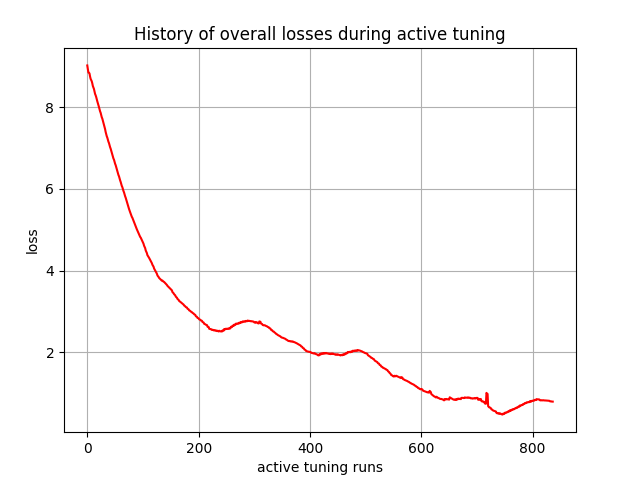 History of overall losses during active tuning
8
6
4
2
loss
0 200 400 600 800
active tuning runs